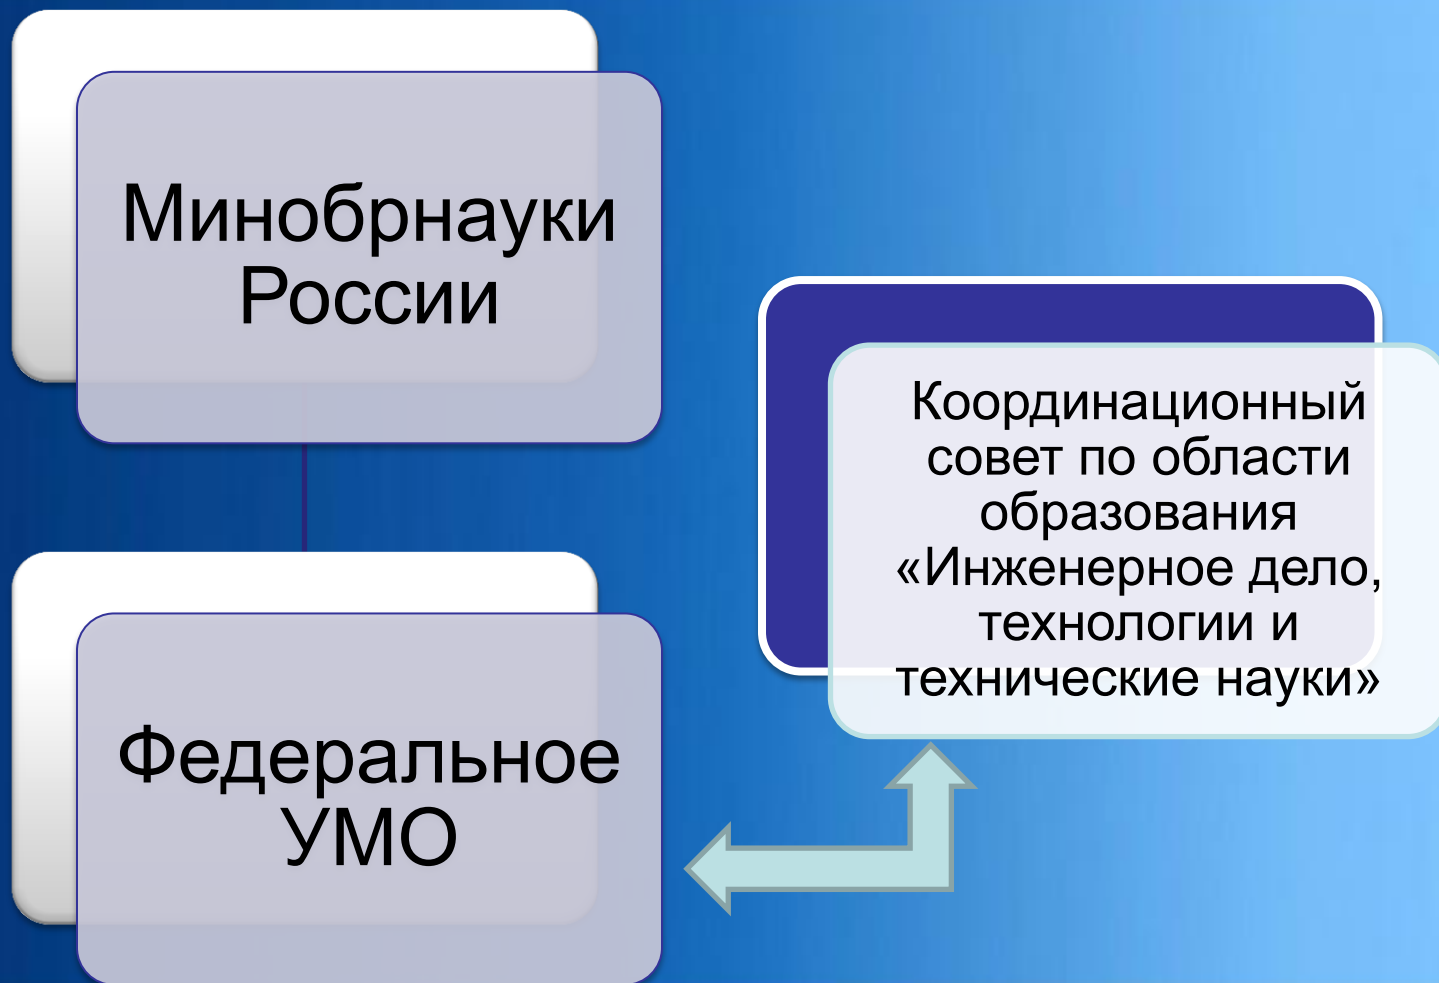 Минобрнауки
России
Координационный
совет по области
образования
«Инженерное дело,
технологии и
технические науки»
Федеральное
УМО